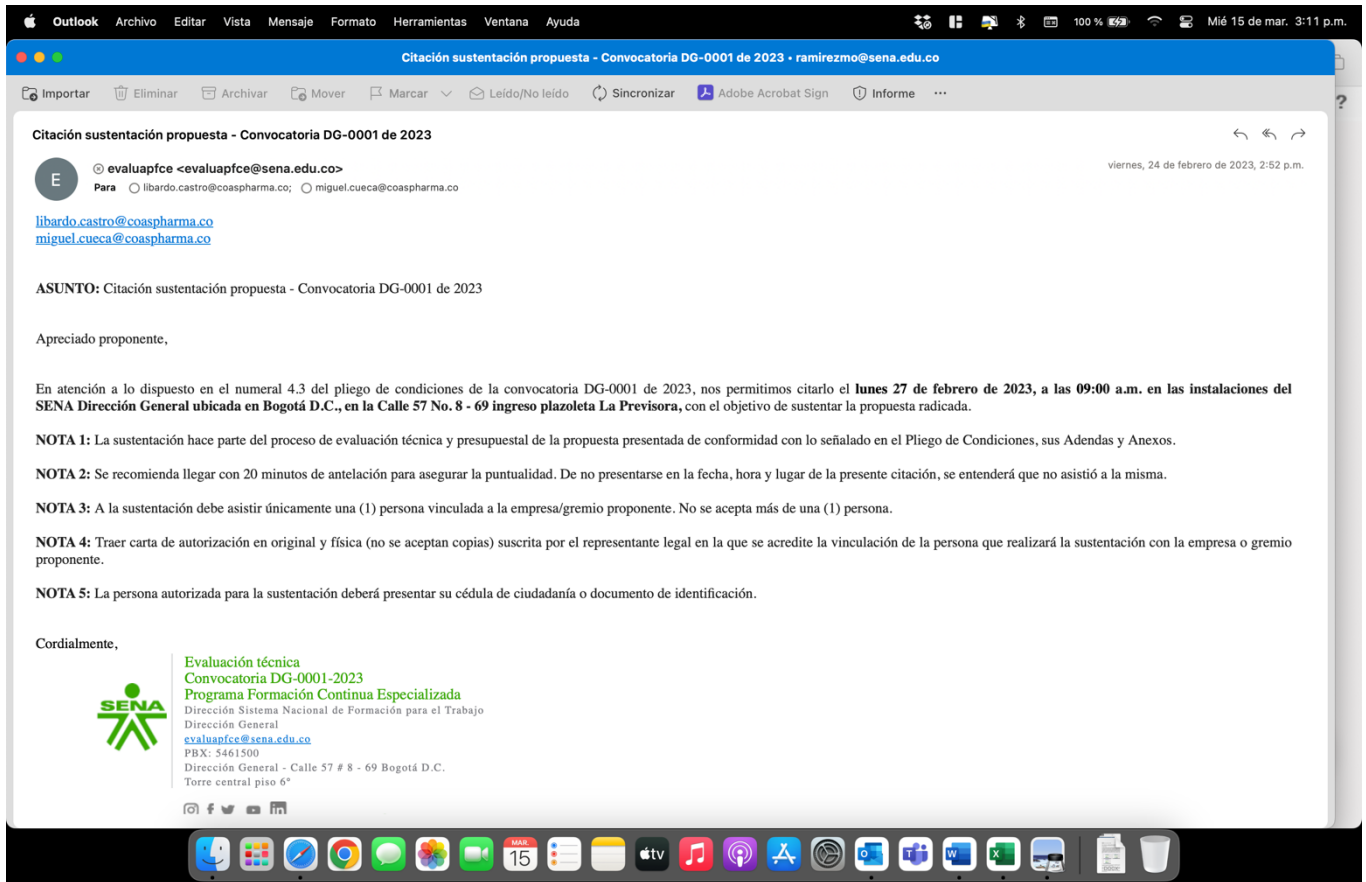 Outlook Archivo Editar Vista Mensaje Formato Herramientas Ventana Ayuda 100 % Mié 15 de mar. 3:11 p.m.
Citación sustentación propuesta - Convocatoria DG-0001 de 2023 • ramirezmo@sena.edu.co
Importar Eliminar Archivar Mover Marcar Leído/No leído Sincronizar Adobe Acrobat Sign Informe ...
?
Citación sustentación propuesta - Convocatoria DG-0001 de 2023
E
evaluapfce <evaluapfce@sena.edu.co>
viernes, 24 de febrero de 2023, 2:52 p.m.
Para libardo.castro@coaspharma.co; miguel.cueca@coaspharma.co
libardo.castro@coaspharma.co
miguel.cueca@coaspharma.co
ASUNTO: Citación sustentación propuesta - Convocatoria DG-0001 de 2023
Apreciado proponente,
En atención a lo dispuesto en el numeral 4.3 del pliego de condiciones de la convocatoria DG-0001 de 2023, nos permitimos citarlo el lunes 27 de febrero de 2023, a las 09:00 a.m. en las instalaciones del
SENA Dirección General ubicada en Bogotá D.C., en la Calle 57 No. 8 - 69 ingreso plazoleta La Previsora, con el objetivo de sustentar la propuesta radicada.
NOTA 1: La sustentación hace parte del proceso de evaluación técnica y presupuestal de la propuesta presentada de conformidad con lo señalado en el Pliego de Condiciones, sus Adendas y Anexos.
NOTA 2: Se recomienda llegar con 20 minutos de antelación para asegurar la puntualidad. De no presentarse en la fecha, hora y lugar de la presente citación, se entenderá que no asistió a la misma.
NOTA 3: A la sustentación debe asistir únicamente una (1) persona vinculada a la empresa/gremio proponente. No se acepta más de una (1) persona.
NOTA 4: Traer carta de autorización en original y física (no se aceptan copias) suscrita por el representante legal en la que se acredite la vinculación de la persona que realizará la sustentación con la empresa o gremio
proponente.
NOTA 5: La persona autorizada para la sustentación deberá presentar su cédula de ciudadanía o documento de identificación.
Cordialmente,
SENA
Evaluación técnica
Convocatoria DG-0001-2023
Programa Formación Continua Especializada
Dirección Sistema Nacional de Formación para el Trabajo
Dirección General
evaluapfce@sena.edu.co
PBX: 5461500
Dirección General - Calle 57 # 8 - 69 Bogotá D.C.
Torre central piso 6°
MAR.
15
tv